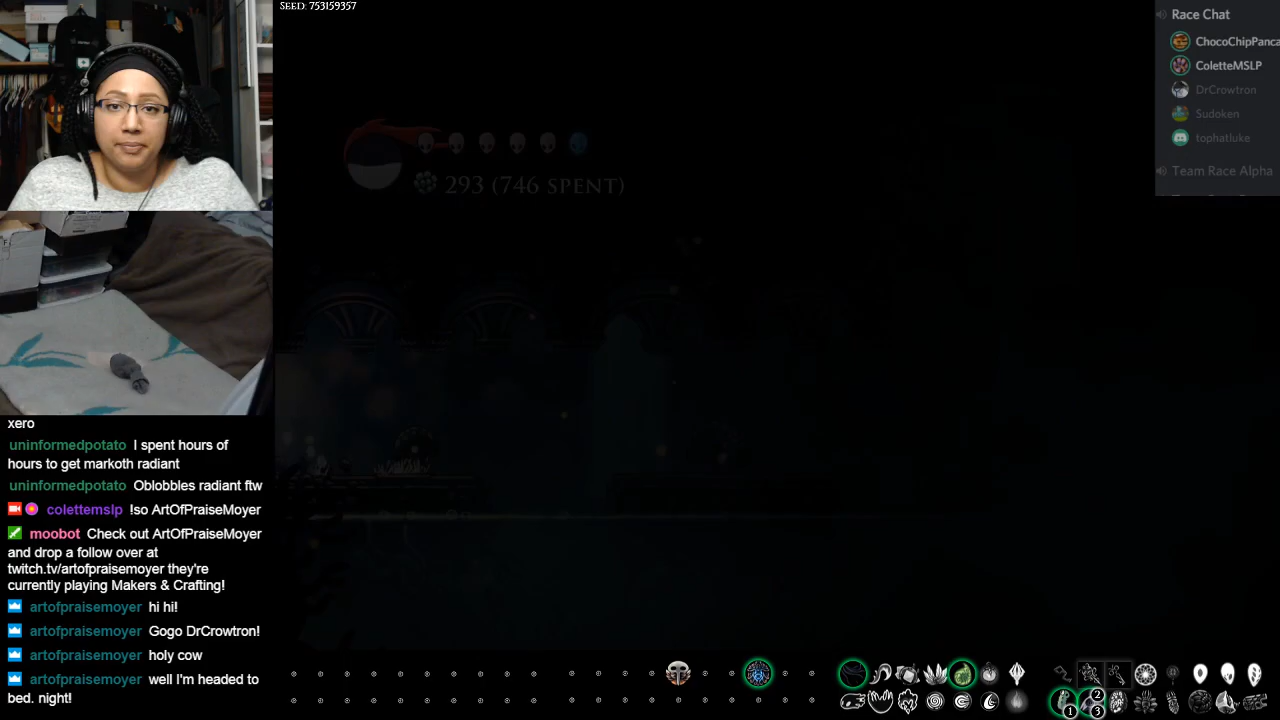 SEED: 753159357
Race Chat
ChocoChipPanca
ColetteMSLP
DrCrowtron
Sudoken
tophatluke
Team Race Alpha
293 (746 SPENT)
xero
uninformedpotato I spent hours of
hours to get markoth radiant
uninformedpotato Oblobbles radiant ftw
colettemslp !so ArtOfPraiseMoyer
moobot Check out ArtOfPraiseMoyer
and drop a follow over at
twitch.tv/artofpraisemoyer they're
currently playing Makers & Crafting!
artofpraisemoyer hi hi!
artofpraisemoyer Gogo DrCrowtron!
artofpraisemoyer holy cow
artofpraisemoyer well I'm headed to
bed. night!
2
1
3